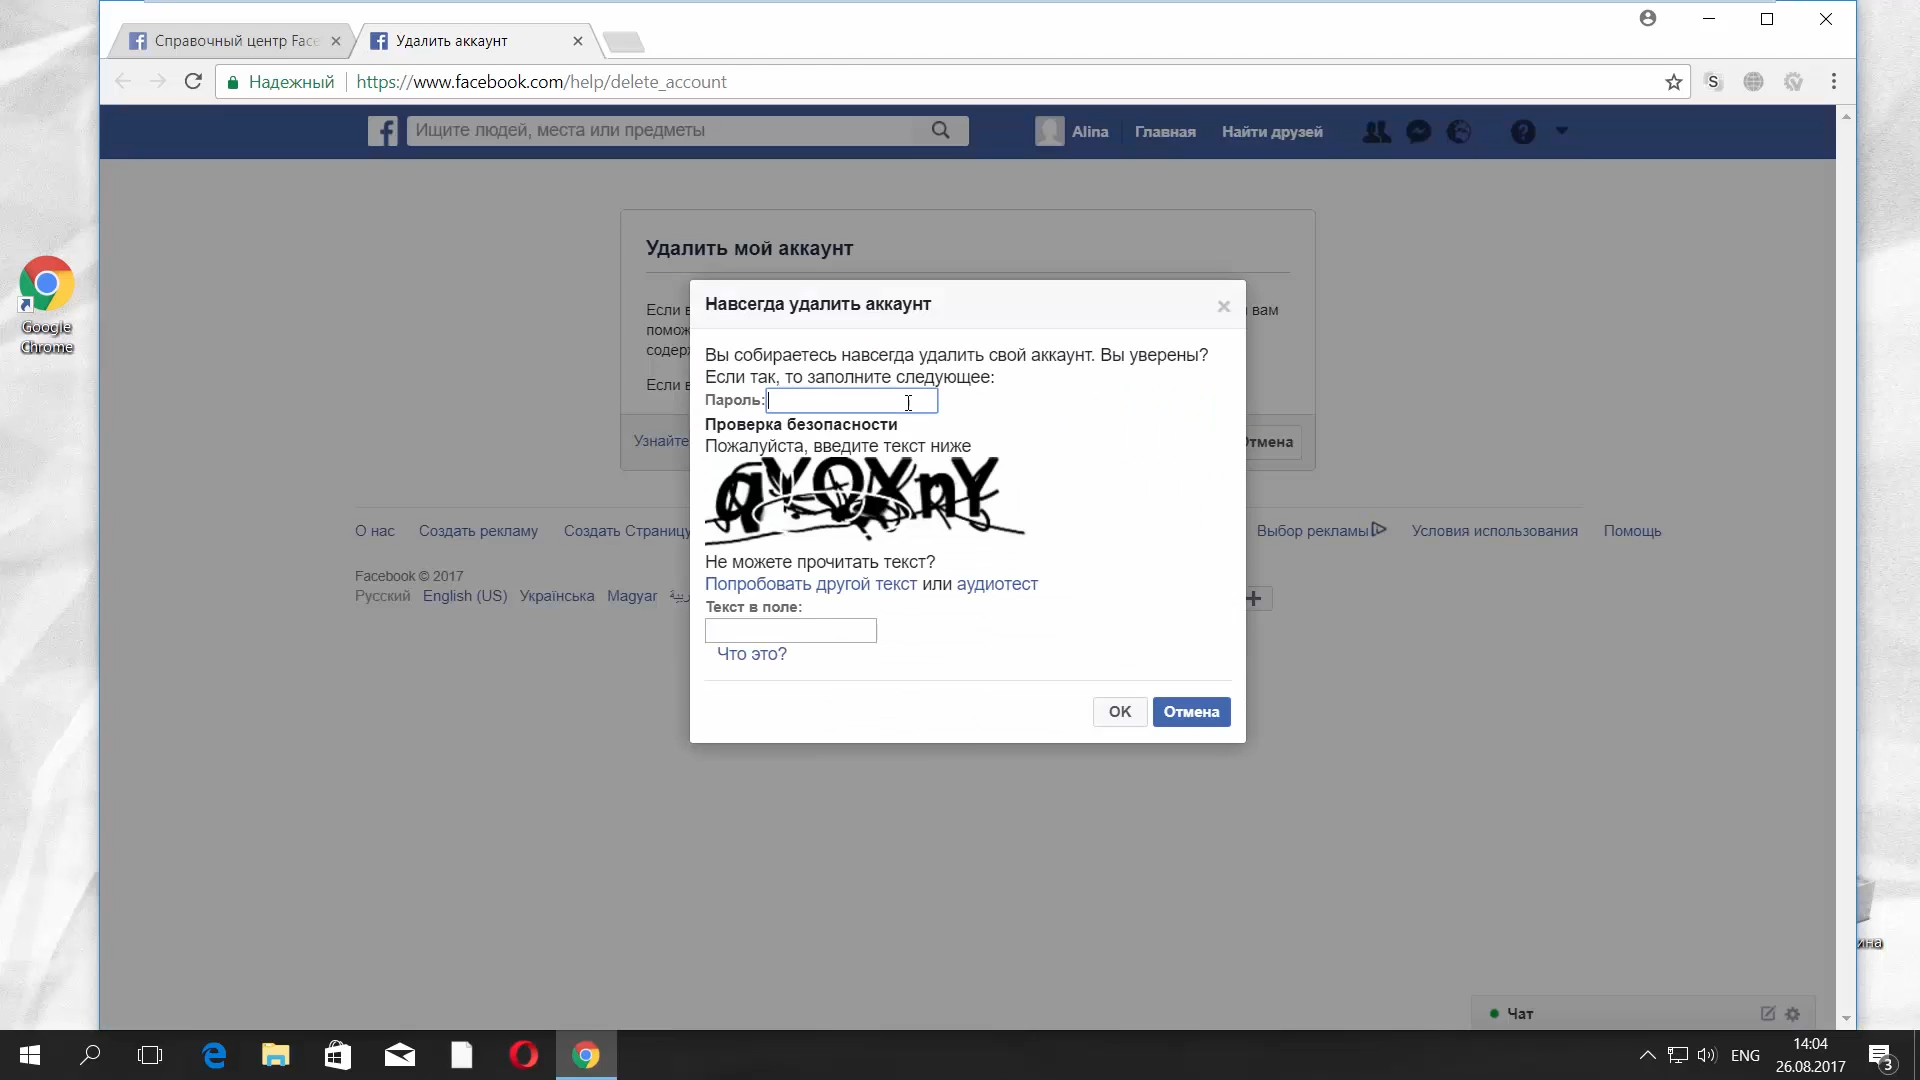 Справочный центр Face
Удалить аккаунт
Надежный
https://www.facebook.com/help/delete_account
S
Ищите людей, места или предметы
Alina
Главная
Найти друзей
Google
Chrome
Удалить мой аккаунт
Если в
вам
помож
содерж
Если в
Узнайте
Отмена
Навсегда удалить аккаунт
Вы собираетесь навсегда удалить свой аккаунт. Вы уверены?
Если так, то заполните следующее:
Пароль:
Проверка безопасности
Пожалуйста, введите текст ниже
Не можете прочитать текст?
Попробовать другой текст или аудиотест
Текст в поле:
Что это?
OK
Отмена
О нас
Создать рекламу
Создать Страницу
Выбор рекламы
Условия использования
Помощь
Facebook © 2017
Русский
English (US)
Українська
Magyar
Чат
ENG
14:04
26.08.2017
3